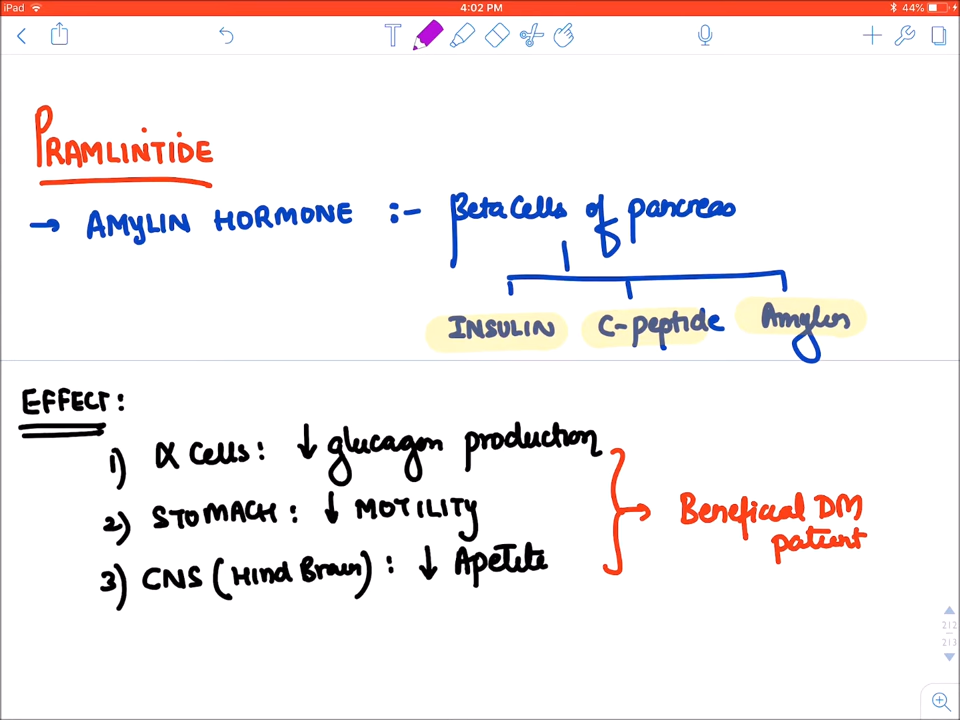 iPad 4:02 PM 44%
T
PRAMLINTIDE
→ AMYLIN HORMONE :- Beta Cells of pancreas
INSULIN C-peptide Amylin
EFFECT:
1) α Cells: ↓ glucagon production
2) STOMACH: ↓ MOTILITY
3) CNS (Hind Brain): ↓ Apetite
→ Beneficial DM
patient
212
213